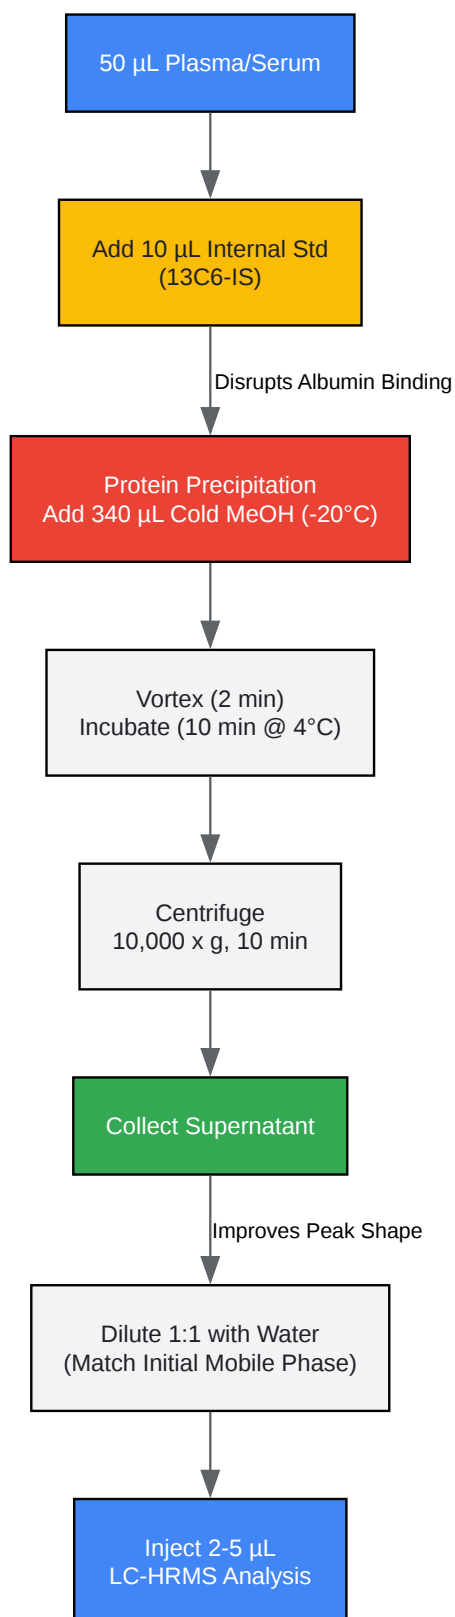 50 µL Plasma/Serum
Add 10 µL Internal Std
(13C6-IS)
Disrupts Albumin Binding
Protein Precipitation
Add 340 µL Cold MeOH (-20°C)
Vortex (2 min)
Incubate (10 min @ 4°C)
Centrifuge
10,000 x g, 10 min
Collect Supernatant
Improves Peak Shape
Dilute 1:1 with Water
(Match Initial Mobile Phase)
Inject 2-5 µL
LC-HRMS Analysis